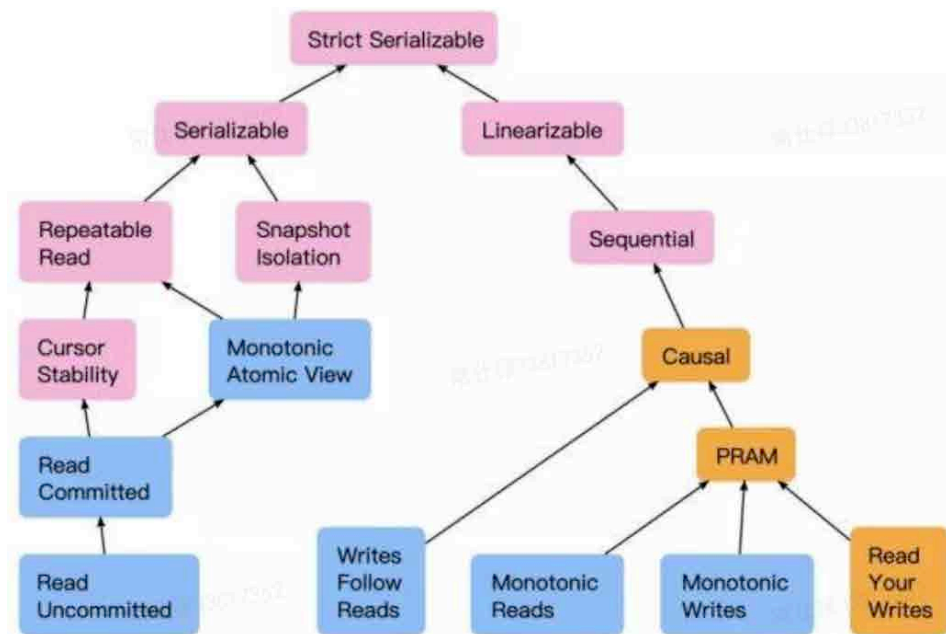 Strict Serializable
Serializable
Linearizable
Repeatable
Read
Snapshot
Isolation
Sequential
Cursor
Stability
Monotonic
Atomic View
Causal
Read
Committed
PRAM
Read
Uncommitted
Writes
Follow
Reads
Monotonic
Reads
Monotonic
Writes
Read
Your
Writes